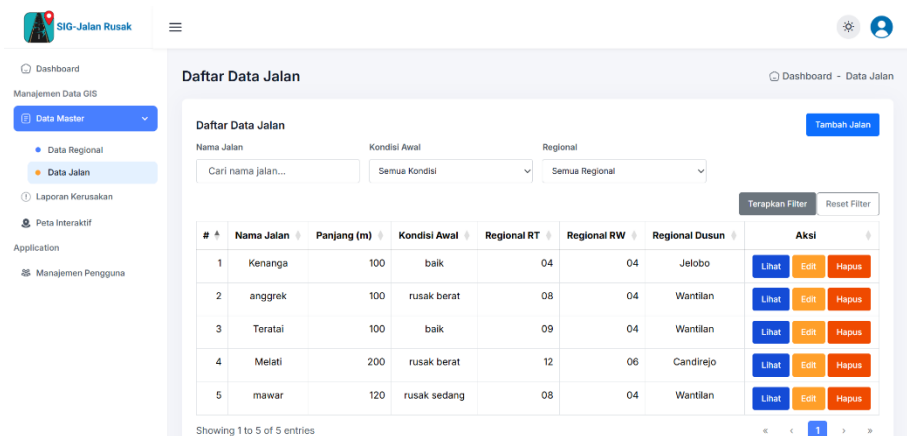 SIG-Jalan Rusak
Dashboard
Manajemen Data GIS
Data Master
Data Regional
Data Jalan
Laporan Kerusakan
Peta Interaktif
Application
Manajemen Pengguna
Daftar Data Jalan
Dashboard - Data Jalan
Daftar Data Jalan
Tambah Jalan
Nama Jalan Kondisi Awal Regional
Cari nama jalan... Semua Kondisi Semua Regional
Terapkan Filter Reset Filter
# Nama Jalan Panjang (m) Kondisi Awal Regional RT Regional RW Regional Dusun Aksi
1 Kenanga 100 baik 04 04 Jelobo Lihat Edit Hapus
2 anggrek 100 rusak berat 08 04 Wantilan Lihat Edit Hapus
3 Teratai 100 baik 09 04 Wantilan Lihat Edit Hapus
4 Melati 200 rusak berat 12 06 Candirejo Lihat Edit Hapus
5 mawar 120 rusak sedang 08 04 Wantilan Lihat Edit Hapus
Showing 1 to 5 of 5 entries
« ‹ 1 › »